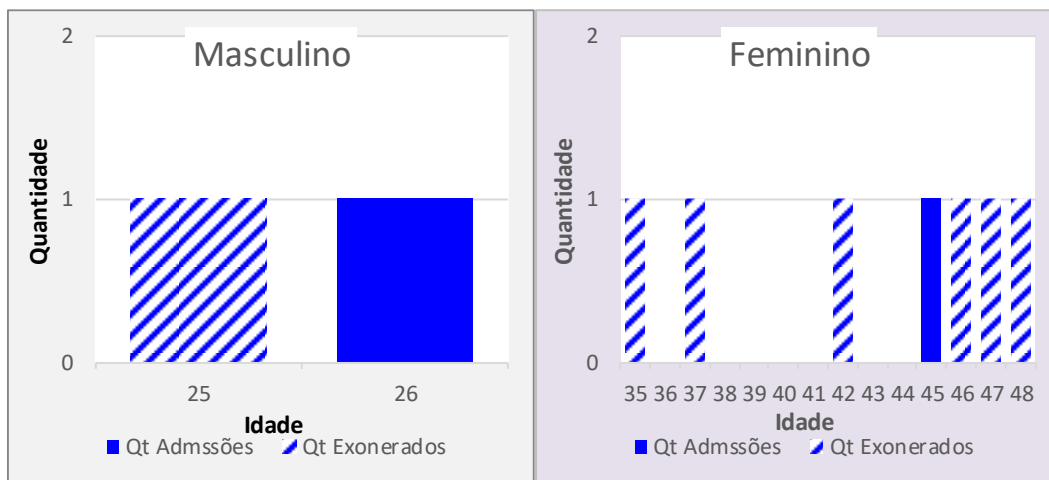 Masculino
Quantidade
2
1
0
25 26
Idade
Qt Admssões Qt Exonerados
Feminino
Quantidade
2
1
0
35 36 37 38 39 40 41 42 43 44 45 46 47 48
Idade
Qt Admssões Qt Exonerados